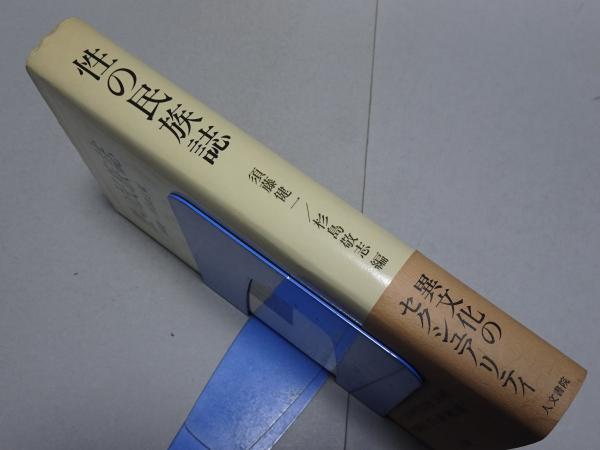 性の民族誌
須藤健一／杉島敬志 編
異文化の
セクシュアリティ
人文書院